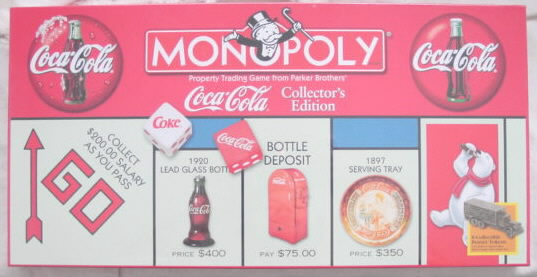 MONOPOLY
Property Trading Game from Parker Brothers
Coca-Cola
Coca-Cola
Coca-Cola Collector's
Edition
COLLECT
$200.00 SALARY
AS YOU PASS
GO
Coke
Coca-Cola
1920
LEAD GLASS BOTTLE
Coca-Cola
PRICE $400
BOTTLE
DEPOSIT
PAY $75.00
1897
SERVING TRAY
PRICE $350